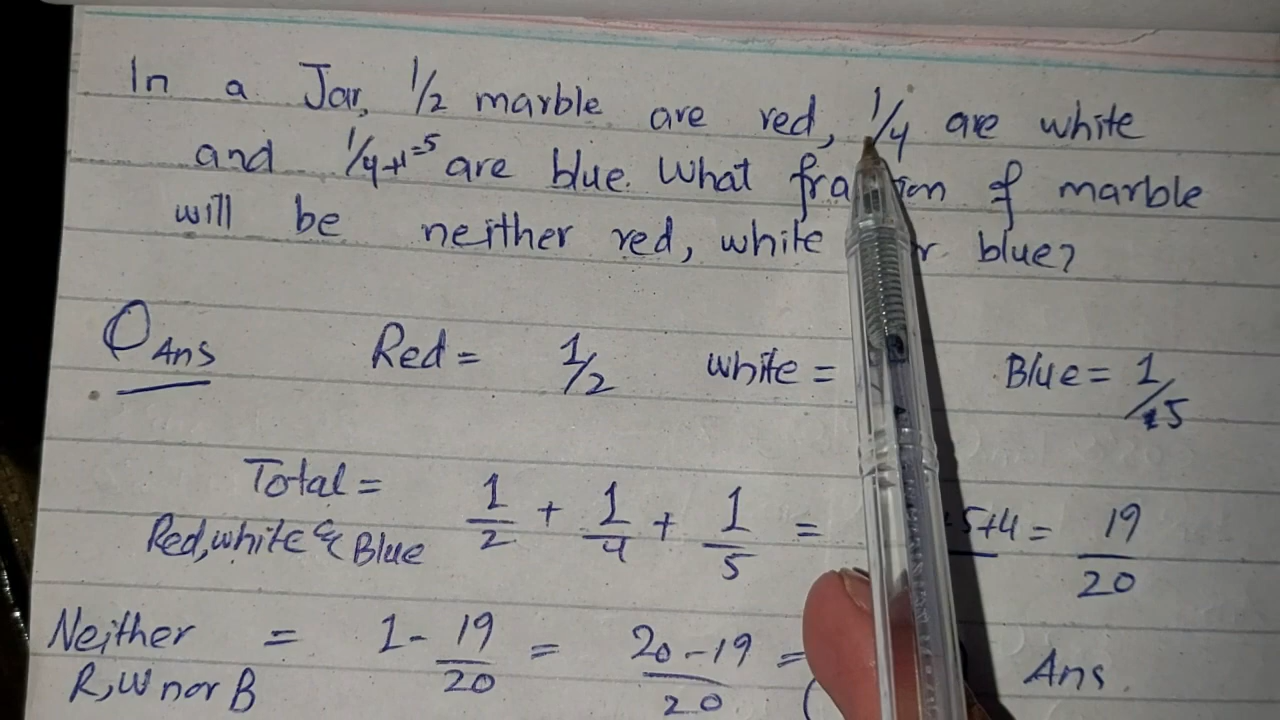 In a Jar, 1/2 marble are red, 1/4 are white
and 1/4+1=5 are blue. What of marble
will be neither red, white blue?
Ans Red = 1/2 white = Blue = 1/5
Total = 1/2 + 1/4 + 1/5 = +5+4 = 19/20
Red, white & Blue
Neither = 1 - 19/20 = 20-19/20 = Ans.
R, W nor B